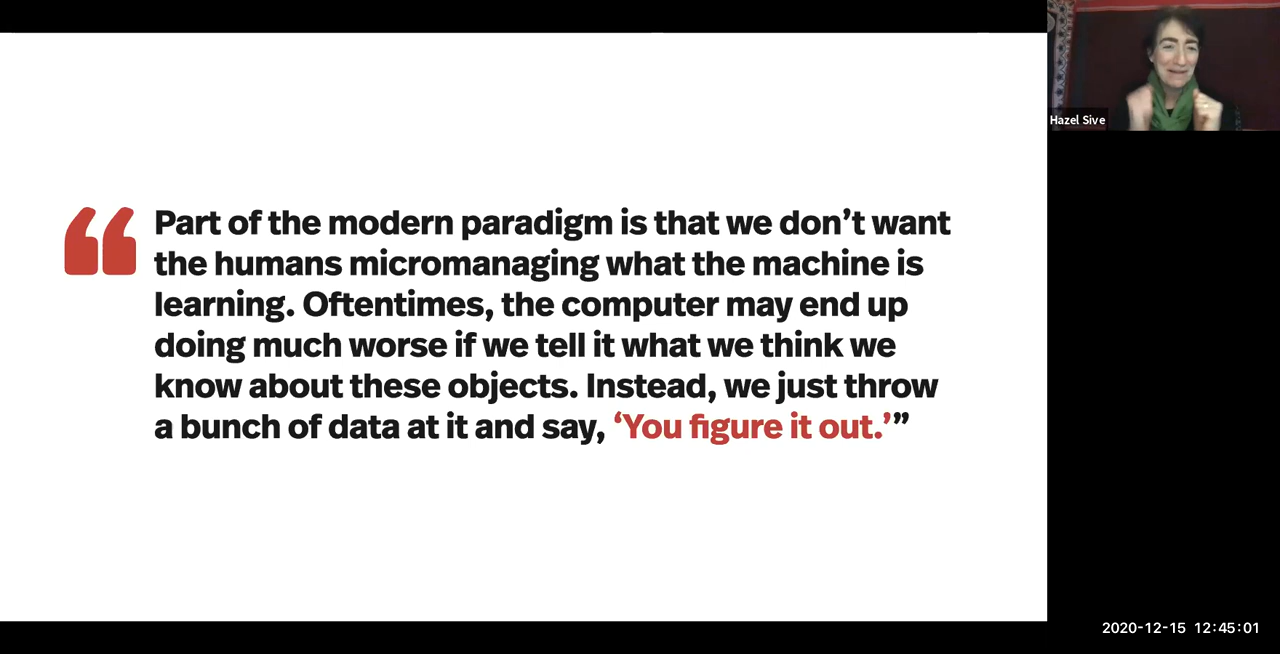 “Part of the modern paradigm is that we don’t want
the humans micromanaging what the machine is
learning. Oftentimes, the computer may end up
doing much worse if we tell it what we think we
know about these objects. Instead, we just throw
a bunch of data at it and say, ‘You figure it out.’”
Hazel Sive
2020-12-15 12:45:01